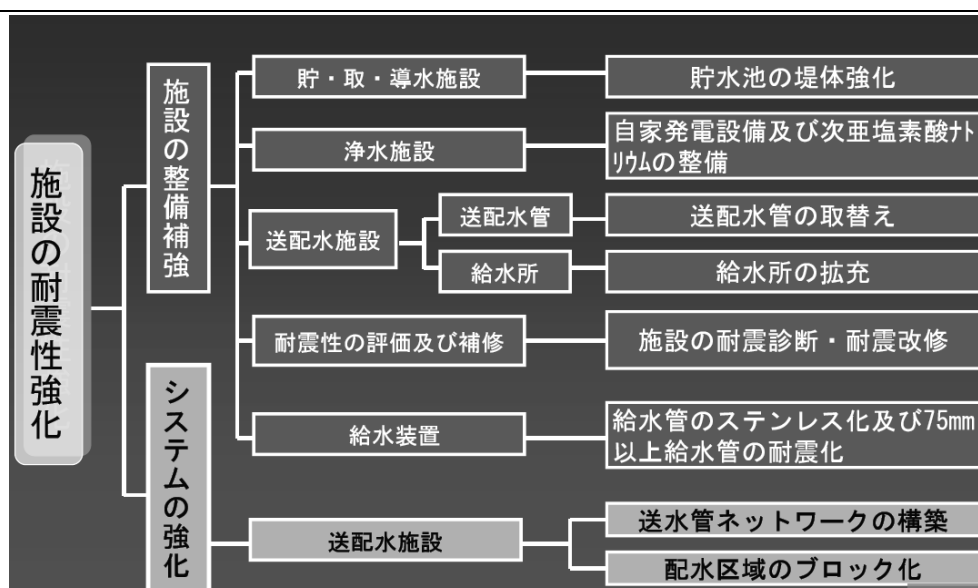 施設の耐震性強化
施設の整備補強
貯・取・導水施設
貯水池の堤体強化
浄水施設
自家発電設備及び次亜塩素酸ﾅﾄ
ﾘｳﾑの整備
送配水施設
送配水管
送配水管の取替え
給水所
給水所の拡充
耐震性の評価及び補修
施設の耐震診断・耐震改修
給水装置
給水管のステンレス化及び75mm
以上給水管の耐震化
システムの強化
送配水施設
送水管ネットワークの構築
配水区域のブロック化